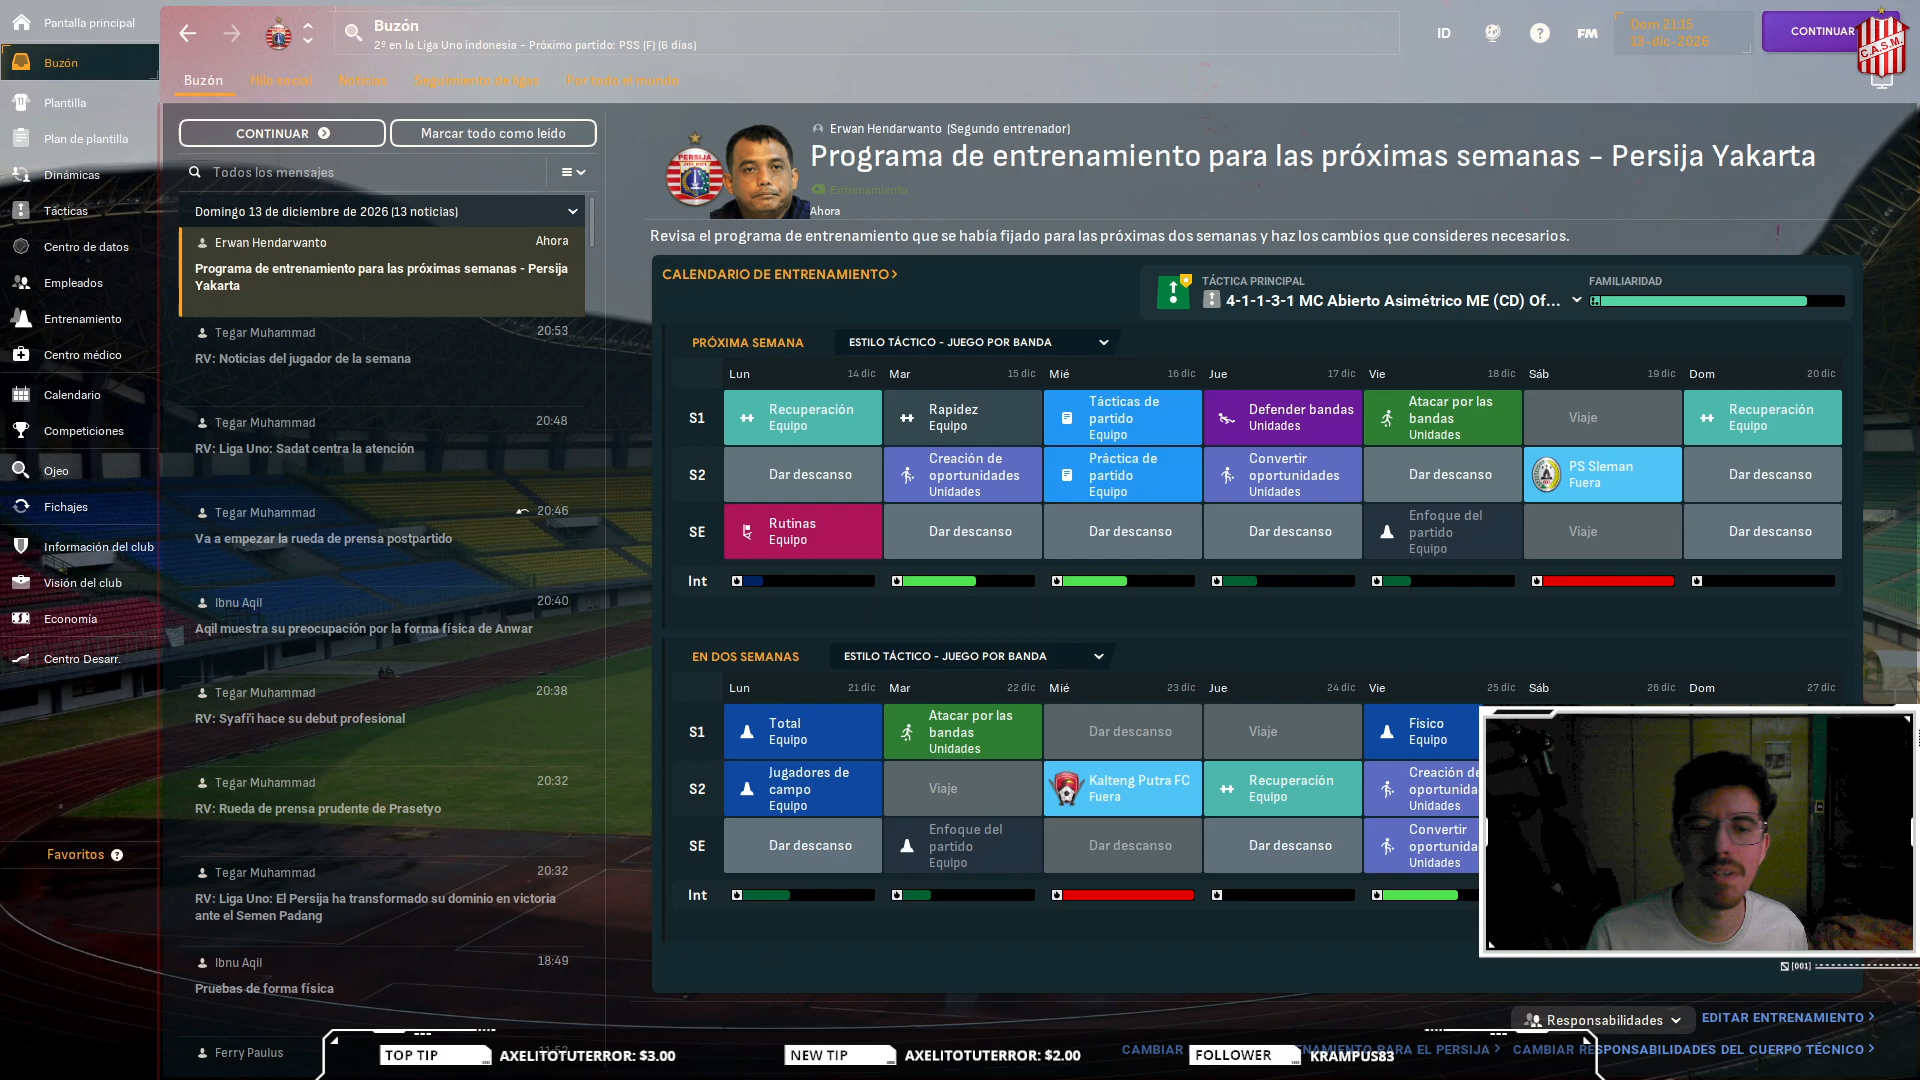 Pantalla principal
Buzón
Plantilla
Plan de plantilla
Dinámicas
Tácticas
Centro de datos
Empleados
Entrenamiento
Centro médico
Calendario
Competiciones
Ojeo
Fichajes
Información del club
Visión del club
Economía
Centro Desarr.
Favoritos ?
Buzón
2º en la Liga Uno indonesia – Próximo partido: PSS (F) (6 días)
ID
?
FM
Dom 21:15
13-dic-2026
CONTINUAR
C.A.S.M.
Buzón Hilo social Noticias Seguimiento de ligas Por todo el mundo
CONTINUAR
Marcar todo como leído
Todos los mensajes
Domingo 13 de diciembre de 2026 (13 noticias)
Erwan Hendarwanto Ahora
Programa de entrenamiento para las próximas semanas - Persija
Yakarta
Tegar Muhammad 20:53
RV: Noticias del jugador de la semana
Tegar Muhammad 20:48
RV: Liga Uno: Sadat centra la atención
Tegar Muhammad 20:46
Va a empezar la rueda de prensa postpartido
Ibnu Aqil 20:40
Aqil muestra su preocupación por la forma física de Anwar
Tegar Muhammad 20:38
RV: Syafi'i hace su debut profesional
Tegar Muhammad 20:32
RV: Rueda de prensa prudente de Prasetyo
Tegar Muhammad 20:32
RV: Liga Uno: El Persija ha transformado su dominio en victoria
ante el Semen Padang
Ibnu Aqil 18:49
Pruebas de forma física
Ferry Paulus
PERSIJA
Erwan Hendarwanto (Segundo entrenador)
Programa de entrenamiento para las próximas semanas - Persija Yakarta
Entrenamiento
Ahora
Revisa el programa de entrenamiento que se había fijado para las próximas dos semanas y haz los cambios que consideres necesarios.
CALENDARIO DE ENTRENAMIENTO
TÁCTICA PRINCIPAL
4-1-1-3-1 MC Abierto Asimétrico ME (CD) Of...
FAMILIARIDAD
PRÓXIMA SEMANA
ESTILO TÁCTICO - JUEGO POR BANDA
Lun 14 dic Mar 15 dic Mié 16 dic Jue 17 dic Vie 18 dic Sáb 19 dic Dom 20 dic
S1
Recuperación
Equipo
Rapidez
Equipo
Tácticas de
partido
Equipo
Defender bandas
Unidades
Atacar por las
bandas
Unidades
Viaje
Recuperación
Equipo
S2
Dar descanso
Creación de
oportunidades
Unidades
Práctica de
partido
Equipo
Convertir
oportunidades
Unidades
Dar descanso
PS Sleman
Fuera
Dar descanso
SE
Rutinas
Equipo
Dar descanso
Dar descanso
Dar descanso
Enfoque del
partido
Equipo
Viaje
Dar descanso
Int
EN DOS SEMANAS
ESTILO TÁCTICO - JUEGO POR BANDA
Lun 21 dic Mar 22 dic Mié 23 dic Jue 24 dic Vie 25 dic Sáb 26 dic Dom 27 dic
S1
Total
Equipo
Atacar por las
bandas
Unidades
Dar descanso
Viaje
Físico
Equipo
S2
Jugadores de
campo
Equipo
Viaje
Kalteng Putra FC
Fuera
Recuperación
Equipo
Creación de
oportunida
Unidades
SE
Dar descanso
Enfoque del
partido
Equipo
Dar descanso
Dar descanso
Convertir
oportunida
Unidades
Int
[001]
Responsabilidades
EDITAR ENTRENAMIENTO
CAMBIAR
ENAMIENTO PARA EL PERSIJA
CAMBIAR RESPONSABILIDADES DEL CUERPO TÉCNICO
TOP TIP AXELITOTUTERROR: $3.00
NEW TIP AXELITOTUTERROR: $2.00
FOLLOWER KRAMPUS83